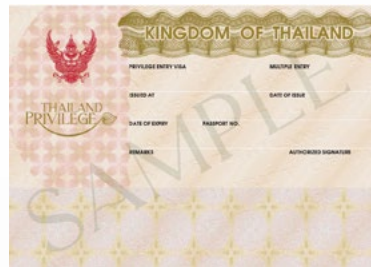 KINGDOM OF THAILAND
PRIVILEGE ENTRY VISA MULTIPLE ENTRY
ISSUED AT DATE OF ISSUE
THAILAND
PRIVILEGE
DATE OF EXPIRY PASSPORT NO.
REMARKS AUTHORIZED SIGNATURE
SAMPLE